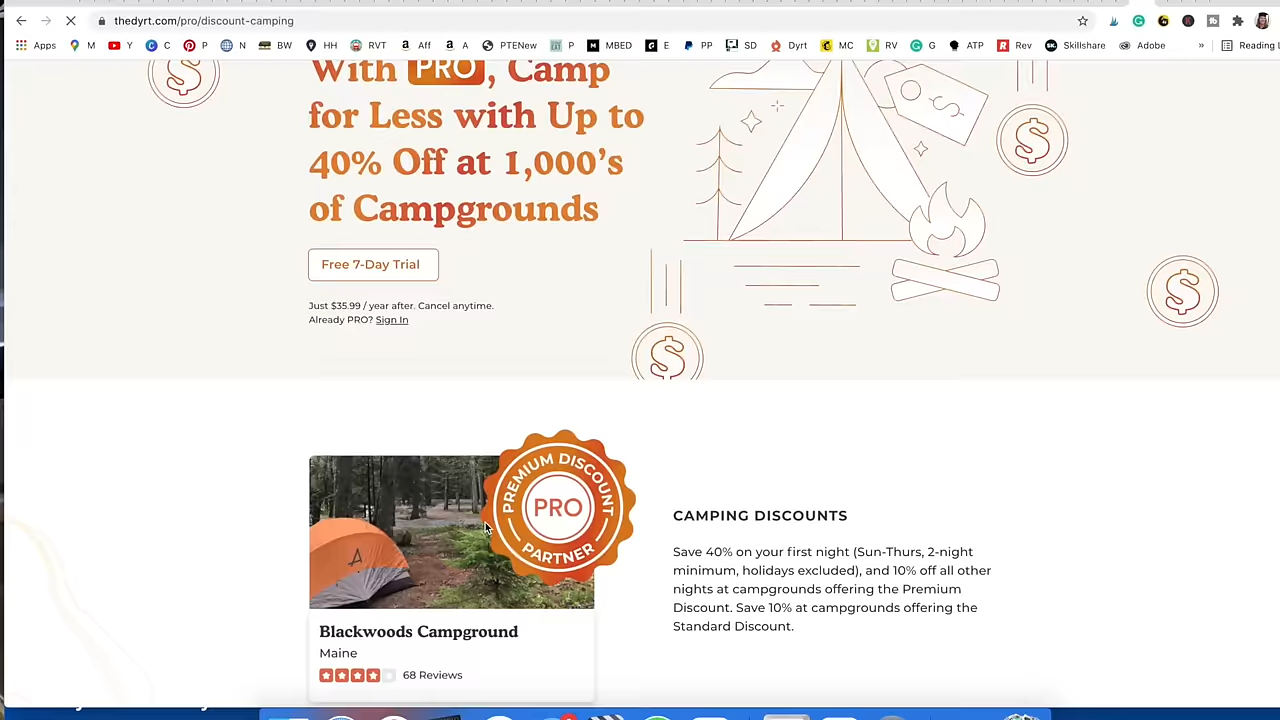 thedyrt.com/pro/discount-camping
Apps M Y C P N BW HH RVT Aff A PTENew P MBED E PP SD Dyrt MC RV G ATP Rev Skillshare Adobe » Reading
With PRO, Camp
for Less with Up to
40% Off at 1,000's
of Campgrounds
Free 7-Day Trial
Just $35.99 / year after. Cancel anytime.
Already PRO? Sign In
PREMIUM DISCOUNT
PRO
PARTNER
CAMPING DISCOUNTS
Save 40% on your first night (Sun-Thurs, 2-night
minimum, holidays excluded), and 10% off all other
nights at campgrounds offering the Premium
Discount. Save 10% at campgrounds offering the
Standard Discount.
Blackwoods Campground
Maine
68 Reviews